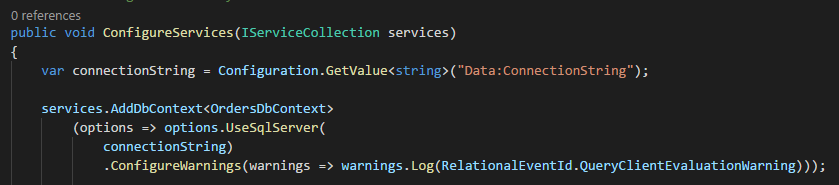 0 references
public void ConfigureServices(IServiceCollection services)
{
var connectionString = Configuration.GetValue<string>("Data:ConnectionString");
services.AddDbContext<OrdersDbContext>
(options => options.UseSqlServer(
connectionString)
.ConfigureWarnings(warnings => warnings.Log(RelationalEventId.QueryClientEvaluationWarning)));